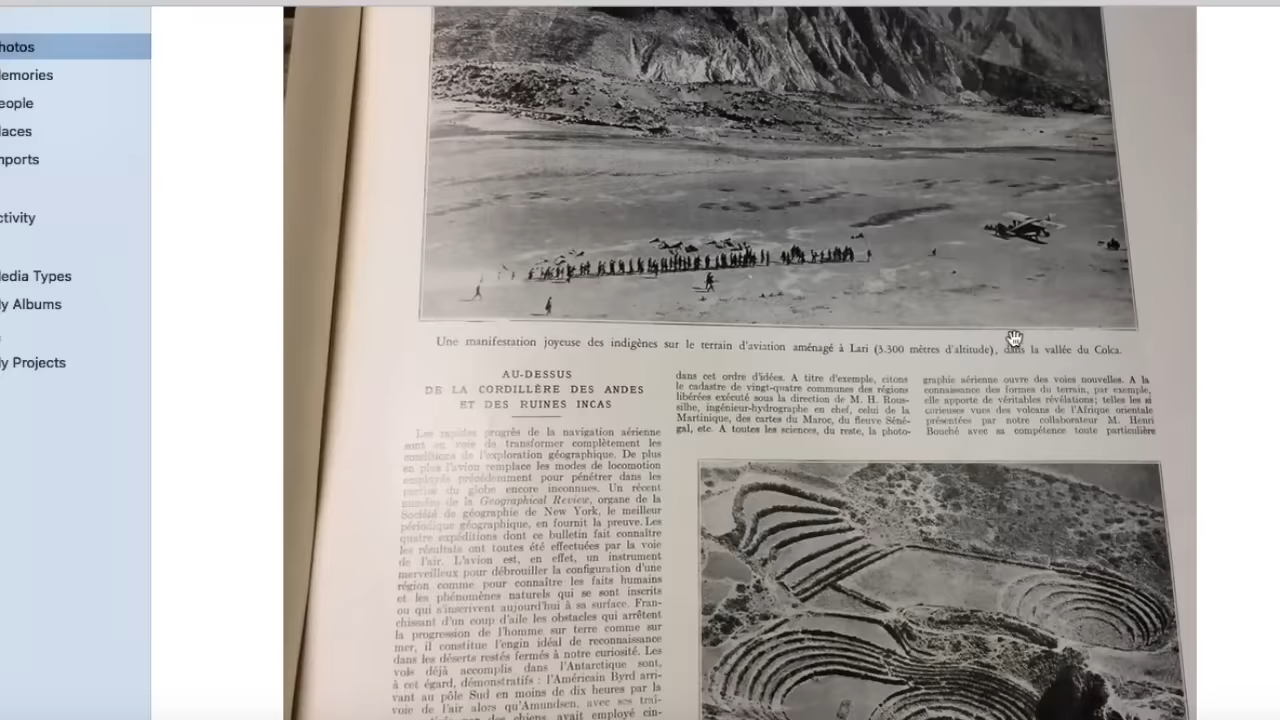 hotos
emories
eople
laces
mports
ctivity
edia Types
y Albums
y Projects
Une manifestation joyeuse des indigènes sur le terrain d'aviation aménagé à Lari (3.300 mètres d'altitude), dans la vallée du Colca.
AU-DESSUS
DE LA CORDILLÈRE DES ANDES
ET DES RUINES INCAS
Les rapides progrès de la navigation aérienne
sont en voie de transformer complètement les
conditions de l'exploration géographique. De plus
en plus l'avion remplace les modes de locomotion
employés précédemment pour pénétrer dans les
parties du globe encore inconnues. Un récent
numéro de la Geographical Review, organe de la
Société de géographie de New York, le meilleur
périodique géographique, en fournit la preuve. Les
quatre expéditions dont ce bulletin fait connaître
les résultats ont toutes été effectuées par la voie
de l'air. L'avion est, en effet, un instrument
merveilleux pour débrouiller la configuration d'une
région comme pour connaître les faits humains
et les phénomènes naturels qui se sont inscrits
ou qui s'inscrivent aujourd'hui à sa surface. Fran-
chissant d'un coup d'aile les obstacles qui arrêtent
la progression de l'homme sur terre comme sur
mer, il constitue l'engin idéal de reconnaissance
dans les déserts restés fermés à notre curiosité. Les
vols déjà accomplis dans l'Antarctique sont,
à cet égard, démonstratifs : l'Américain Byrd arri-
vant au pôle Sud en moins de dix heures par la
voie de l'air alors qu'Amundsen, avec ses traî-
des chiens, avait employé cin-
dans cet ordre d'idées. A titre d'exemple, citons
le cadastre de vingt-quatre communes des régions
libérées exécuté sous la direction de M. H. Rous-
silhe, ingénieur-hydrographe en chef, celui de la
Martinique, des cartes du Maroc, du fleuve Séné-
gal, etc. A toutes les sciences, du reste, la photo-
graphie aérienne ouvre des voies nouvelles. A la
connaissance des formes du terrain, par exemple,
elle apporte de véritables révélations ; telles les si
curieuses vues des volcans de l'Afrique orientale
présentées par notre collaborateur M. Henri
Bouché avec sa compétence toute particulière